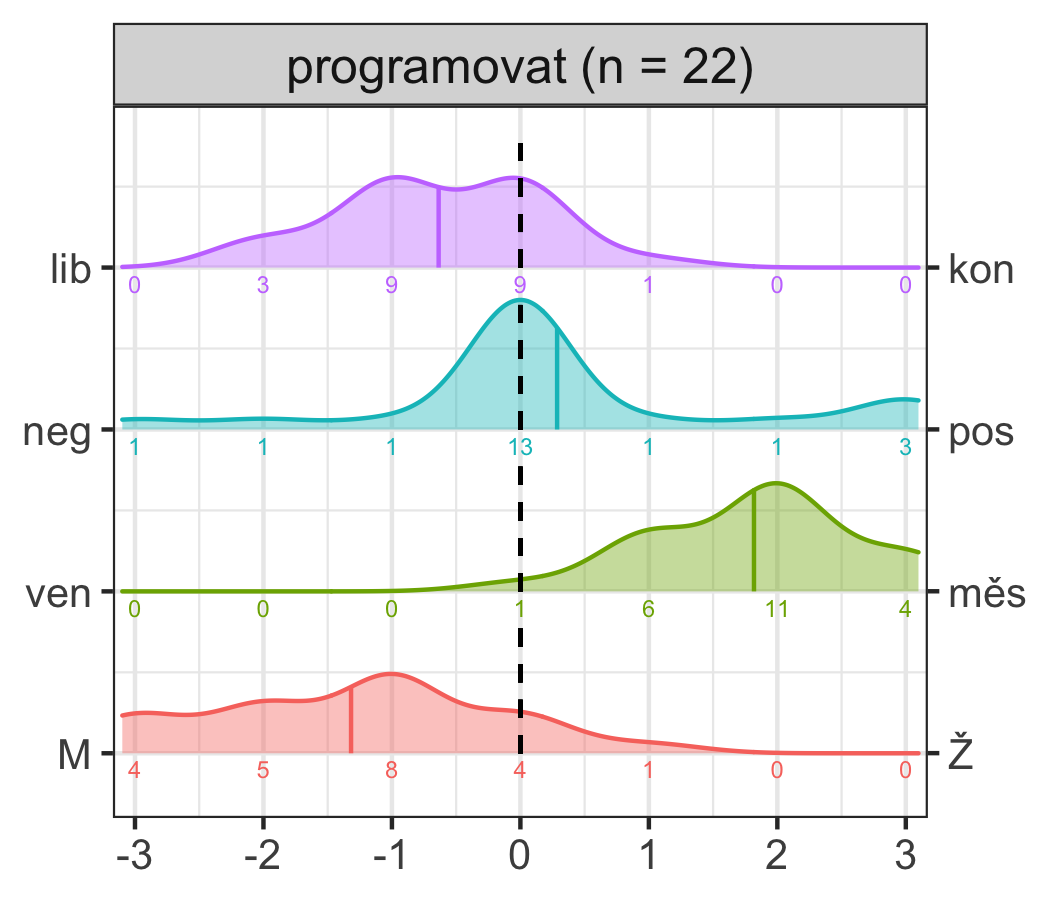 programovat (n = 22)
lib kon
0 3 9 9 1 0 0
neg pos
1 1 1 13 1 1 3
ven měs
0 0 0 1 6 11 4
M Ž
4 5 8 4 1 0 0
-3 -2 -1 0 1 2 3